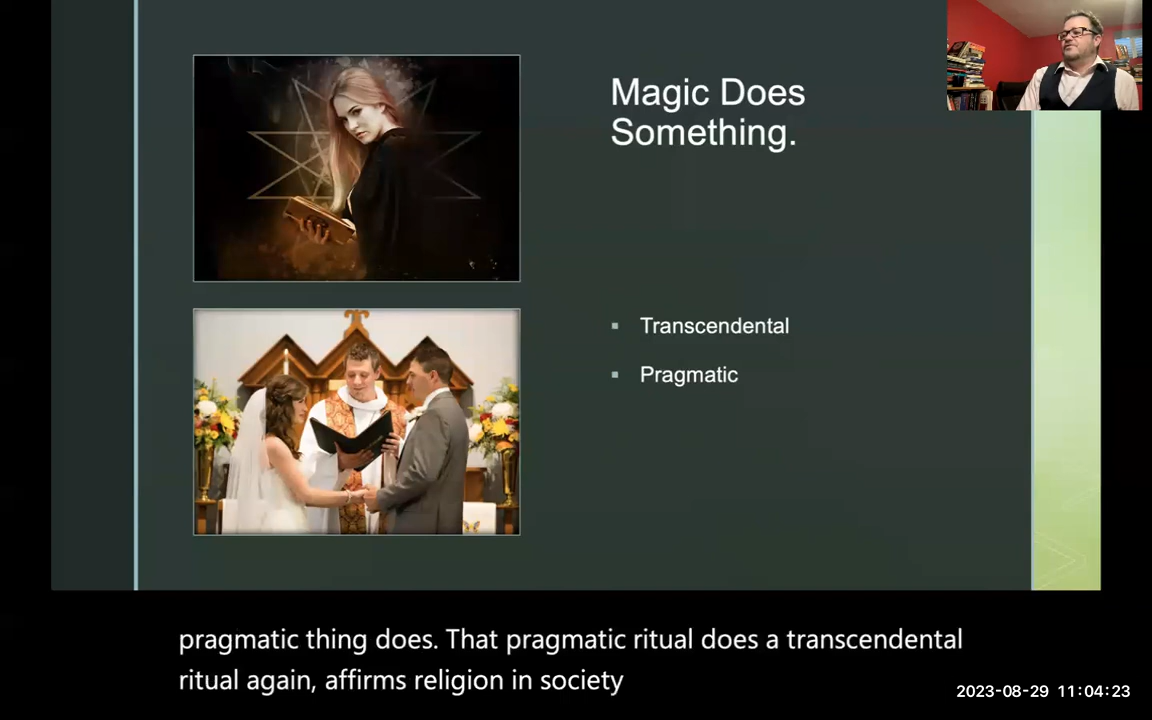 Magic Does
Something.
Transcendental
Pragmatic
pragmatic thing does. That pragmatic ritual does a transcendental
ritual again, affirms religion in society
2023-08-29 11:04:23